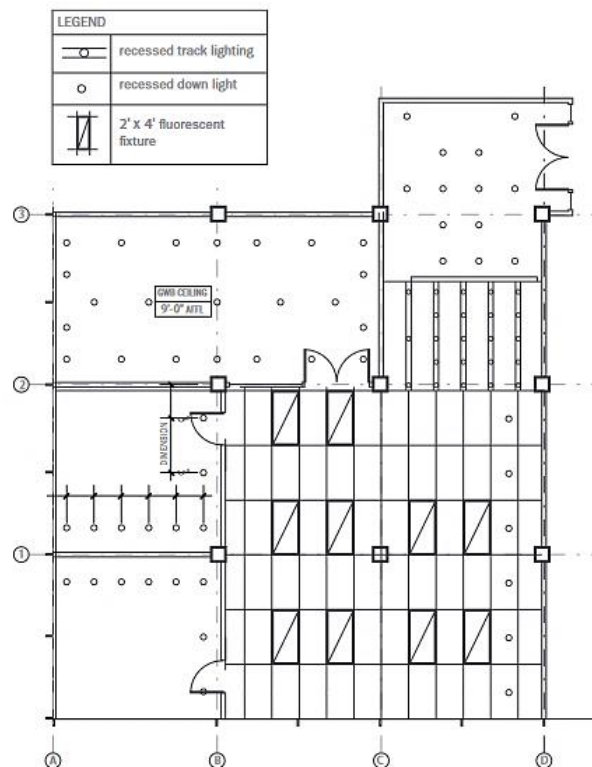 LEGEND
recessed track lighting
recessed down light
2' x 4' fluorescent
fixture
3
GWB CEILING
9'-0" AFFL
2
DIMENSION
1
A
B
C
D